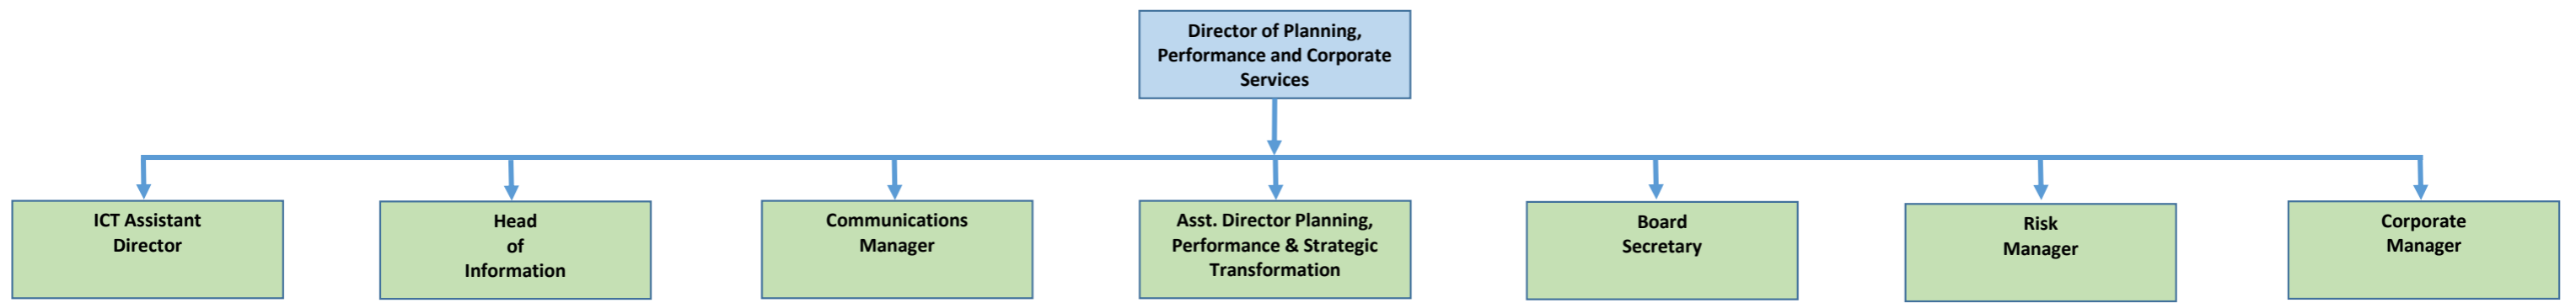 Director of Planning,
Performance and Corporate
Services
ICT Assistant
Director
Head
of
Information
Communications
Manager
Asst. Director Planning,
Performance & Strategic
Transformation
Board
Secretary
Risk
Manager
Corporate
Manager